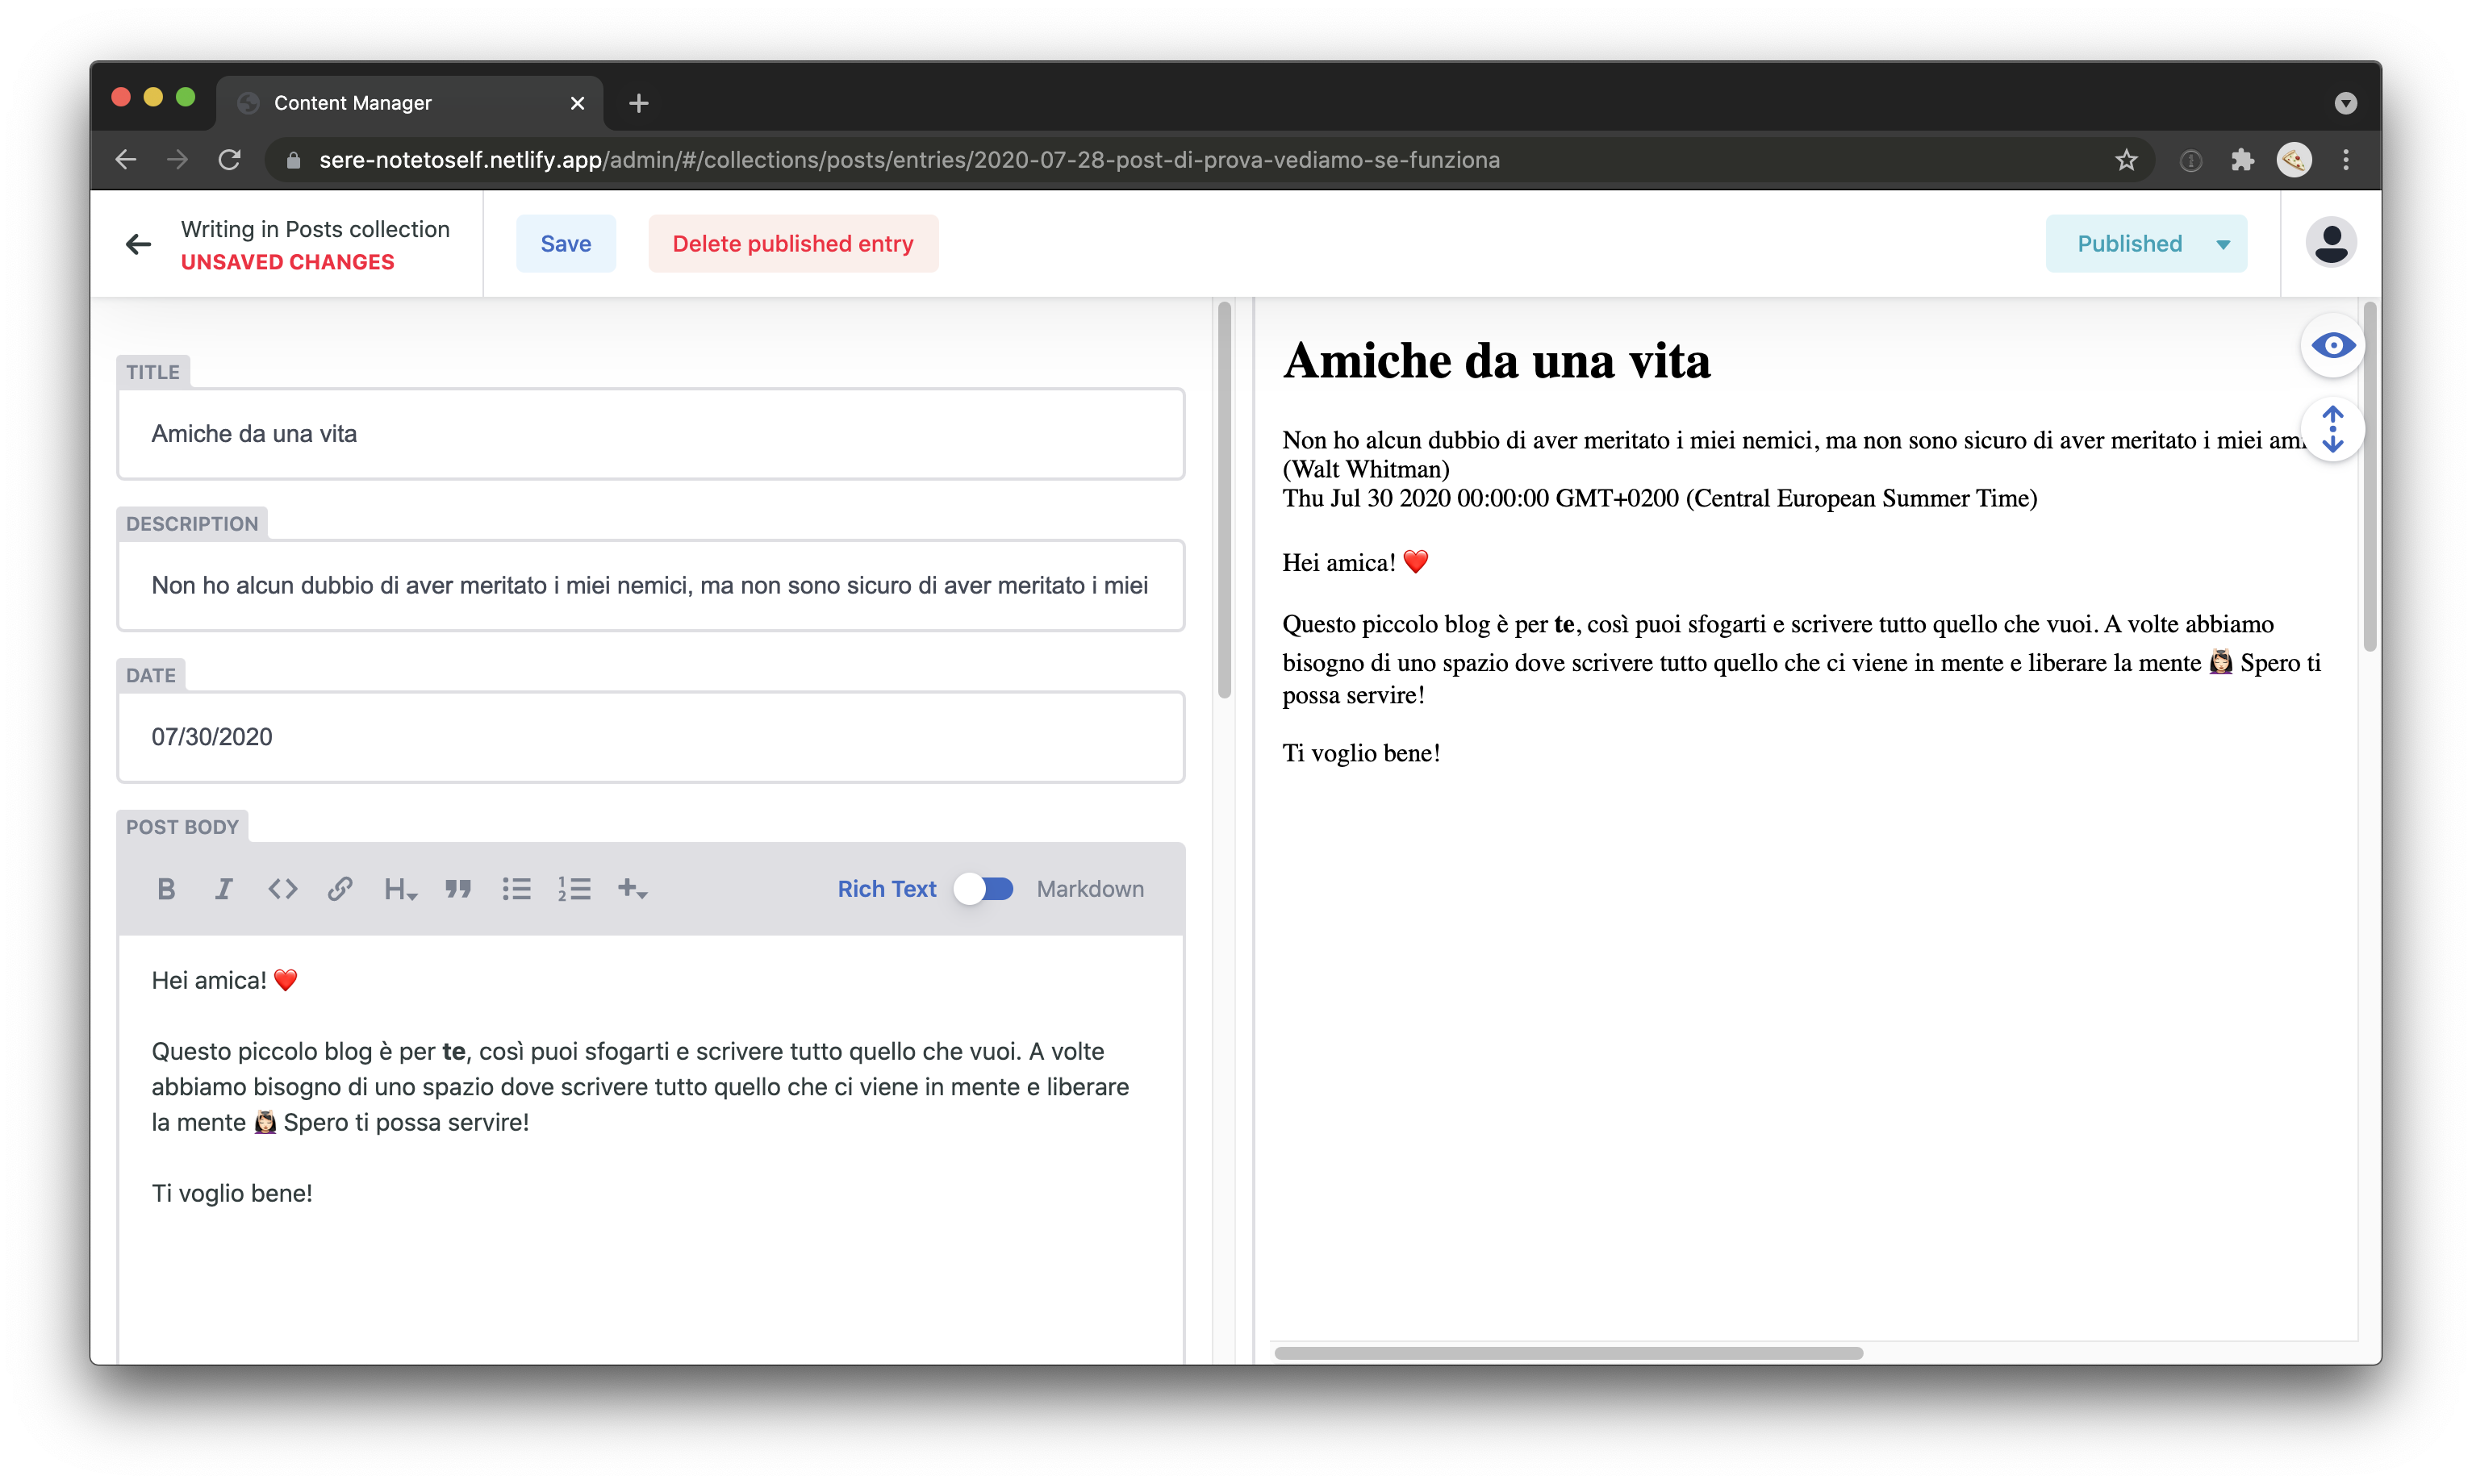 Content Manager
sere-notetoself.netlify.app/admin/#/collections/posts/entries/2020-07-28-post-di-prova-vediamo-se-funziona
Writing in Posts collection
UNSAVED CHANGES
Save
Delete published entry
Published
TITLE
Amiche da una vita
DESCRIPTION
Non ho alcun dubbio di aver meritato i miei nemici, ma non sono sicuro di aver meritato i miei
DATE
07/30/2020
POST BODY
B I <> H 99
Rich Text
Markdown
Hei amica! ❤️
Questo piccolo blog è per te, così puoi sfogarti e scrivere tutto quello che vuoi. A volte
abbiamo bisogno di uno spazio dove scrivere tutto quello che ci viene in mente e liberare
la mente 💆🏻‍♀️ Spero ti possa servire!
Ti voglio bene!
Amiche da una vita
Non ho alcun dubbio di aver meritato i miei nemici, ma non sono sicuro di aver meritato i miei
(Walt Whitman)
Thu Jul 30 2020 00:00:00 GMT+0200 (Central European Summer Time)
Hei amica! ❤️
Questo piccolo blog è per te, così puoi sfogarti e scrivere tutto quello che vuoi. A volte abbiamo
bisogno di uno spazio dove scrivere tutto quello che ci viene in mente e liberare la mente 💆🏻‍♀️ Spero ti
possa servire!
Ti voglio bene!